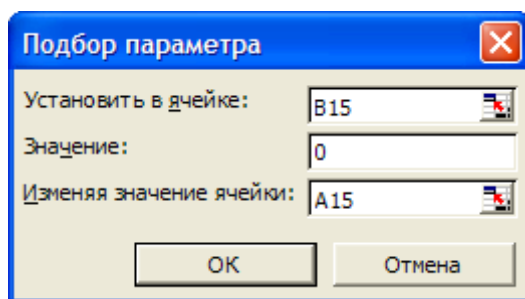 Подбор параметра
Установить в ячейке: B15
Значение: 0
Изменяя значение ячейки: A15
OK Отмена